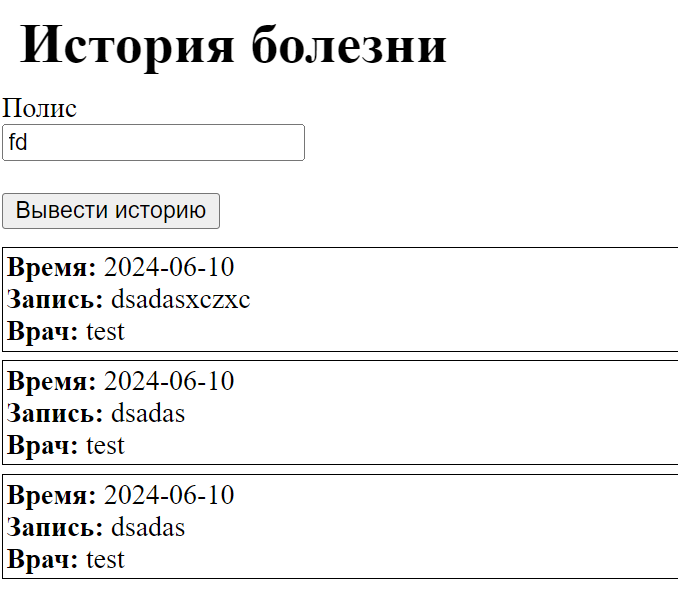 История болезни
Полис
fd
Вывести историю
Время: 2024-06-10
Запись: dsadasxczxc
Врач: test
Время: 2024-06-10
Запись: dsadas
Врач: test
Время: 2024-06-10
Запись: dsadas
Врач: test